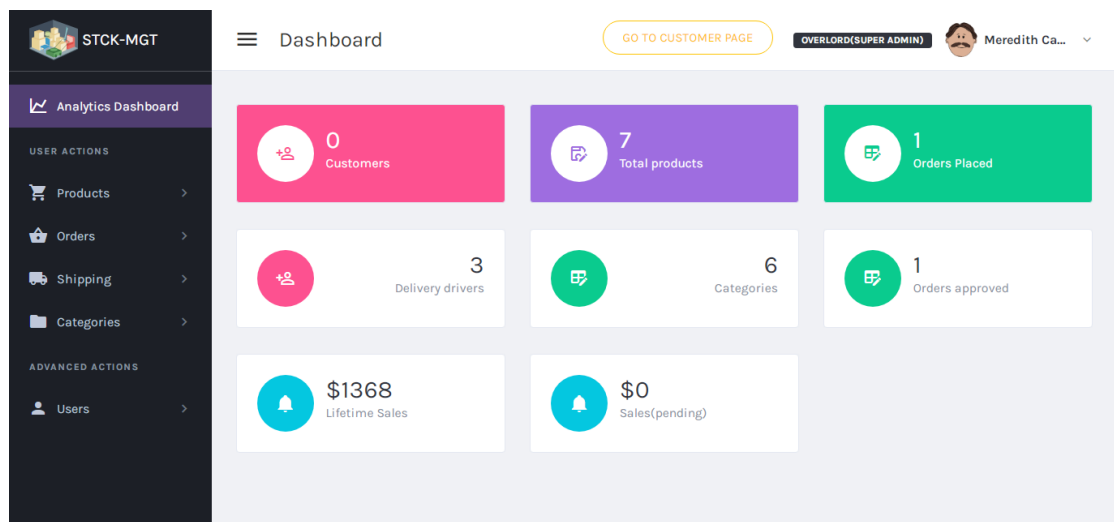 STCK-MGT
Dashboard
GO TO CUSTOMER PAGE
OVERLORD(SUPER ADMIN)
Meredith Ca...
Analytics Dashboard
USER ACTIONS
Products
Orders
Shipping
Categories
ADVANCED ACTIONS
Users
0
Customers
7
Total products
1
Orders Placed
3
Delivery drivers
6
Categories
1
Orders approved
$1368
Lifetime Sales
$0
Sales(pending)